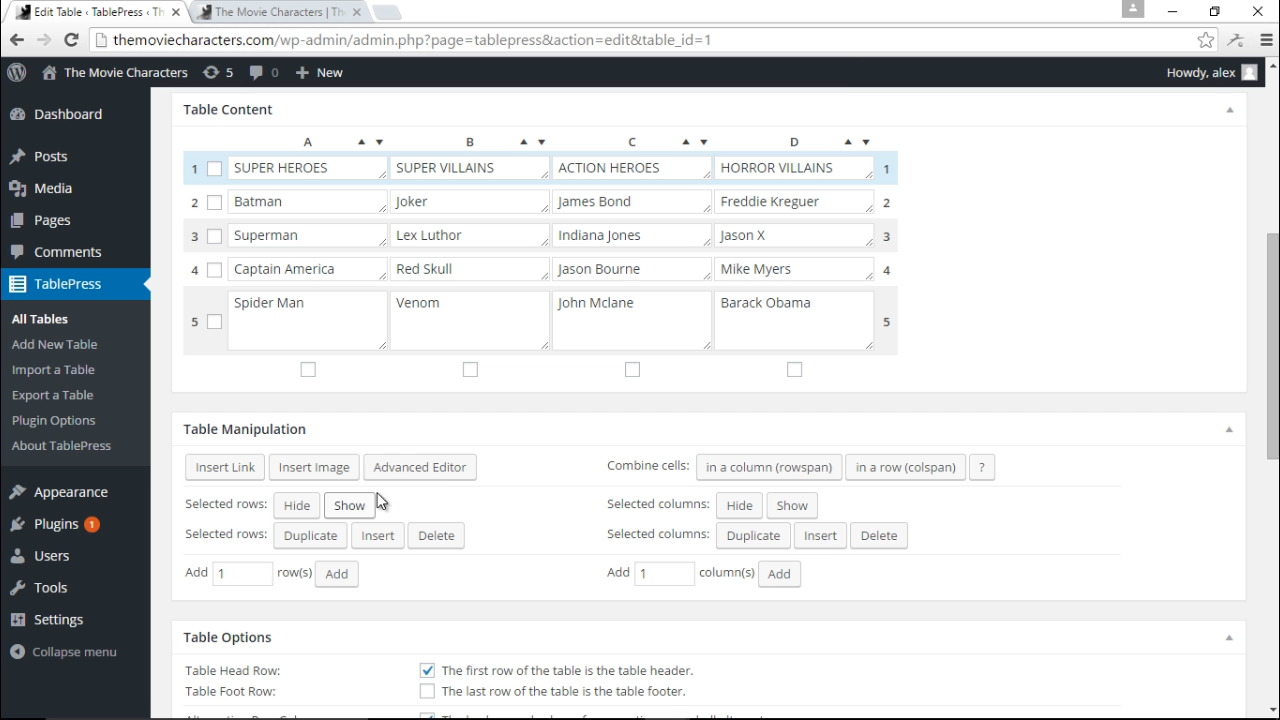 Edit Table ‹ TablePress ‹ Th
The Movie Characters | The
themoviecharacters.com/wp-admin/admin.php?page=tablepress&action=edit&table_id=1
The Movie Characters 5 0 + New Howdy, alex
Dashboard
Posts
Media
Pages
Comments
TablePress
All Tables
Add New Table
Import a Table
Export a Table
Plugin Options
About TablePress
Appearance
Plugins 1
Users
Tools
Settings
Collapse menu
Table Content
A B C D
1 SUPER HEROES SUPER VILLAINS ACTION HEROES HORROR VILLAINS 1
2 Batman Joker James Bond Freddie Kreguer 2
3 Superman Lex Luthor Indiana Jones Jason X 3
4 Captain America Red Skull Jason Bourne Mike Myers 4
5 Spider Man Venom John Mclane Barack Obama 5
Table Manipulation
Insert Link Insert Image Advanced Editor Combine cells: in a column (rowspan) in a row (colspan) ?
Selected rows: Hide Show Selected columns: Hide Show
Selected rows: Duplicate Insert Delete Selected columns: Duplicate Insert Delete
Add 1 row(s) Add Add 1 column(s) Add
Table Options
Table Head Row: The first row of the table is the table header.
Table Foot Row: The last row of the table is the table footer.